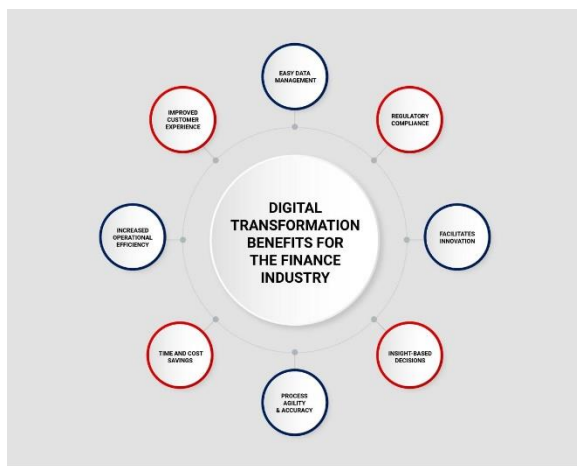 EASY DATA
MANAGEMENT
IMPROVED
CUSTOMER
EXPERIENCE
REGULATORY
COMPLIANCE
DIGITAL
TRANSFORMATION
BENEFITS FOR
THE FINANCE
INDUSTRY
INCREASED
OPERATIONAL
EFFICIENCY
FACILITATES
INNOVATION
TIME AND COST
SAVINGS
INSIGHT-BASED
DECISIONS
PROCESS
AGILITY
& ACCURACY